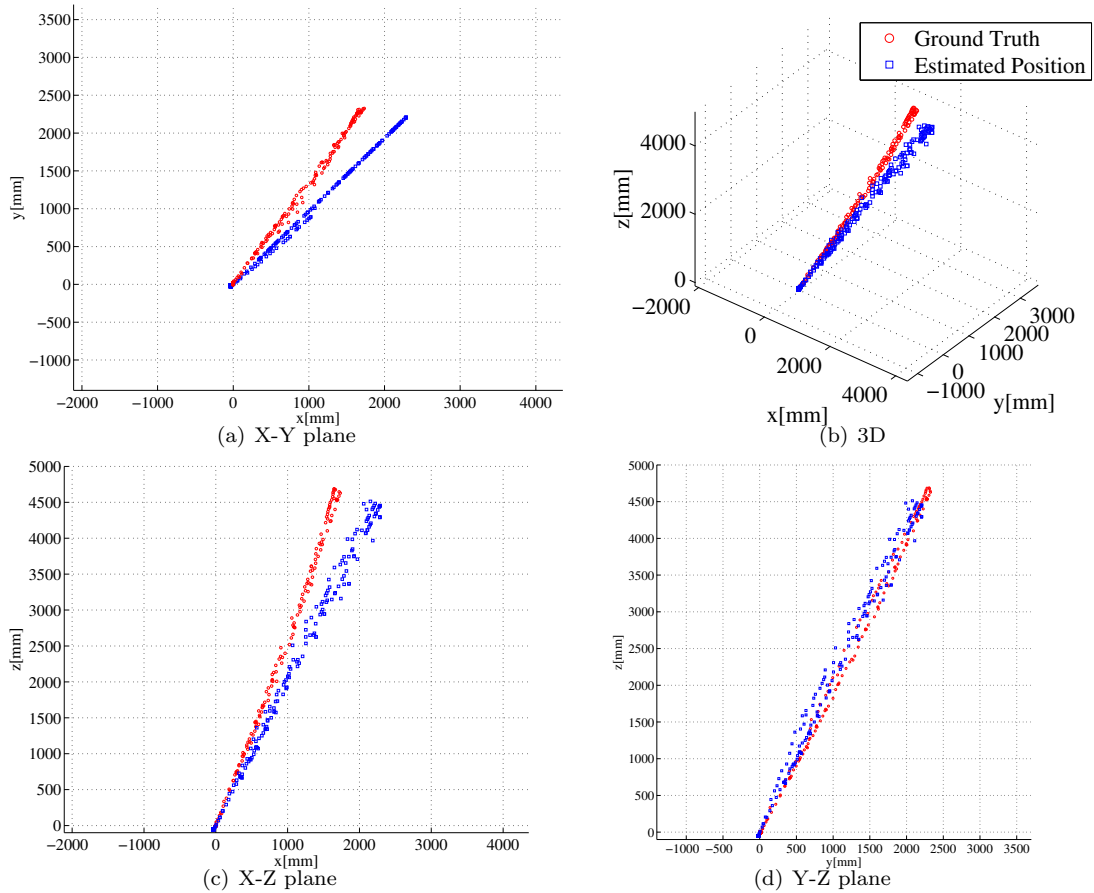 3500
3000
2500
2000
1500
1000
500
0
−500
−1000
y[mm]
−2000 −1000 0 1000 2000 3000 4000
x[mm]
(a) X-Y plane
Ground Truth
Estimated Position
4000
2000
0
z[mm]
−2000
0
2000
4000
x[mm]
−1000
0
1000
2000
3000
y[mm]
(b) 3D
5000
4500
4000
3500
3000
2500
2000
1500
1000
500
0
z[mm]
−2000 −1000 0 1000 2000 3000 4000
x[mm]
(c) X-Z plane
5000
4500
4000
3500
3000
2500
2000
1500
1000
500
0
z[mm]
−1000 −500 0 500 1000 1500 2000 2500 3000 3500
y[mm]
(d) Y-Z plane